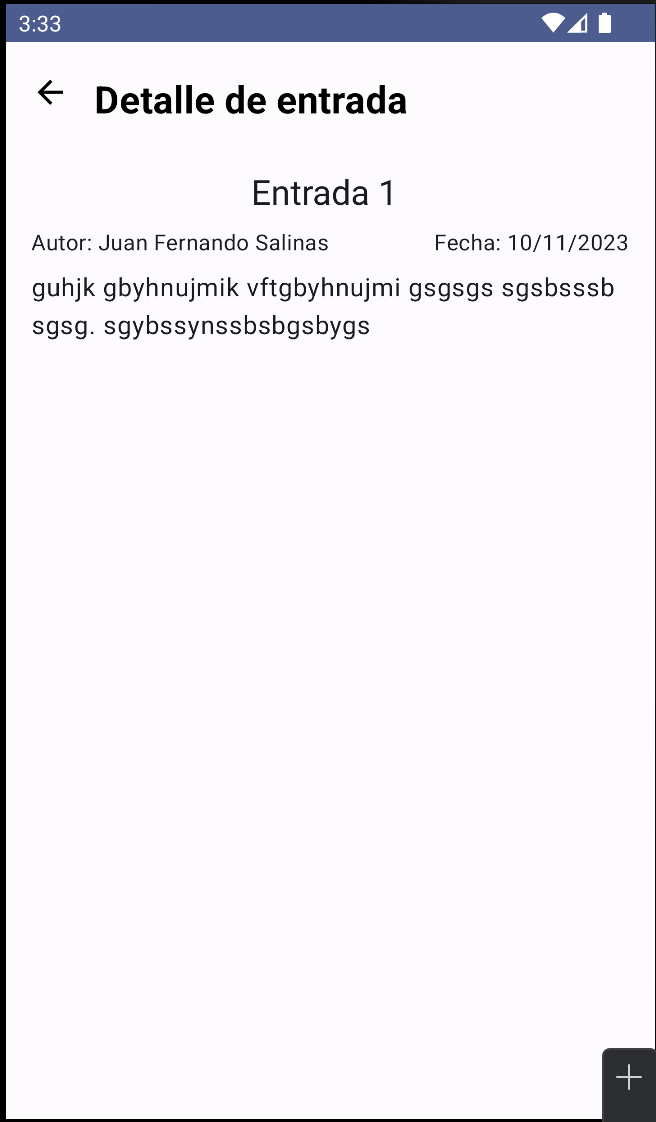 3:33
Detalle de entrada
Entrada 1
Autor: Juan Fernando Salinas Fecha: 10/11/2023
guhjk gbyhnujmik vftgbyhnujmi gsgsgs sgsbsssb
sgsg. sgybssynssbsbgsbygs